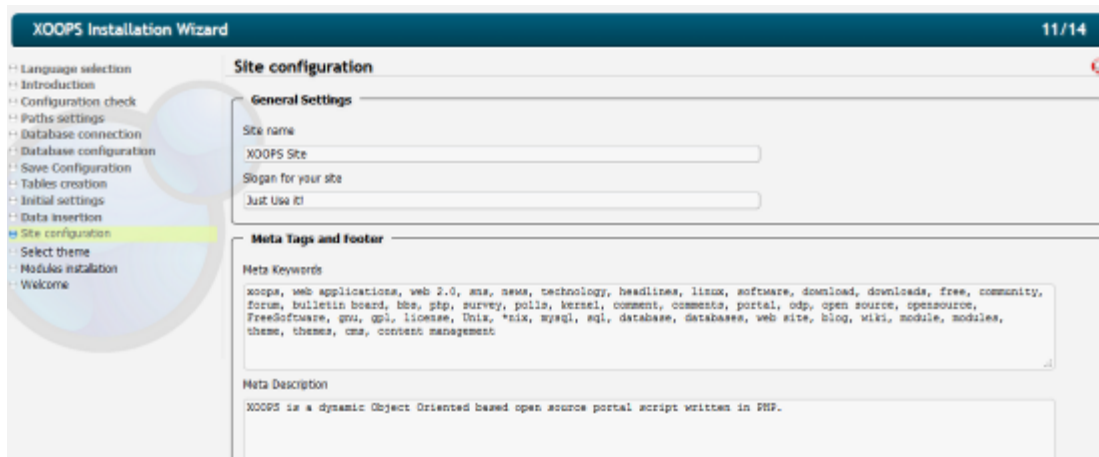 XOOPS Installation Wizard
11/14
Language selection
Introduction
Configuration check
Paths settings
Database connection
Database configuration
Save Configuration
Tables creation
Initial settings
Data insertion
Site configuration
Select theme
Modules installation
Welcome
Site configuration
General Settings
Site name
XOOPS Site
Slogan for your site
Just Use it!
Meta Tags and Footer
Meta Keywords
xoops, web applications, web 2.0, sns, news, technology, headlines, linux, software, download, downloads, free, community,
forum, bulletin board, bbs, php, survey, polls, kernel, comment, comments, portal, odp, open source, opensource,
FreeSoftware, gnu, gpl, license, Unix, *nix, mysql, sql, database, databases, web site, blog, wiki, module, modules,
theme, themes, cms, content management
Meta Description
XOOPS is a dynamic Object Oriented based open source portal script written in PHP.